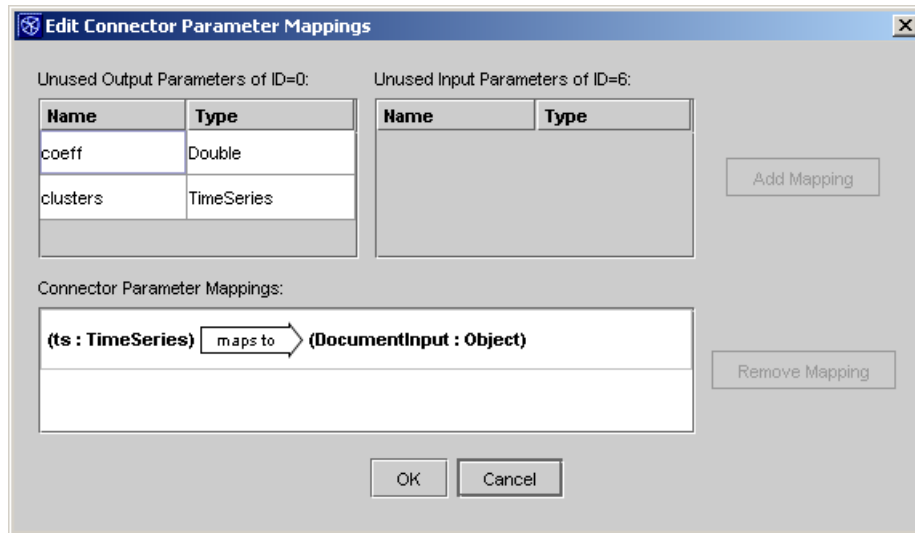 Edit Connector Parameter Mappings
Unused Output Parameters of ID=0: Unused Input Parameters of ID=6:
Name Type Name Type
coeff Double
clusters TimeSeries
Add Mapping
Connector Parameter Mappings:
(ts : TimeSeries) maps to (DocumentInput : Object)
Remove Mapping
OK Cancel